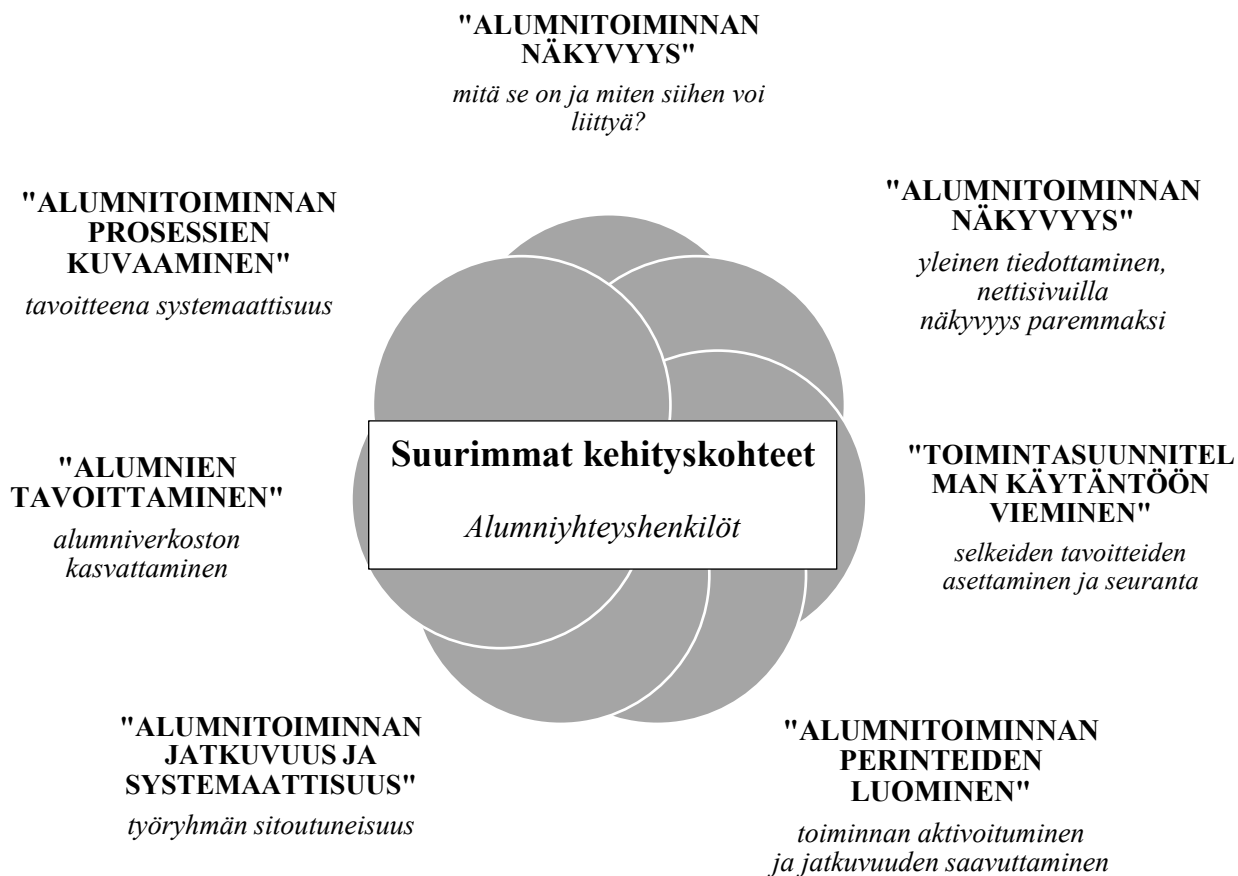 "ALUMNITOIMINNAN
NÄKYVYYS"
mitä se on ja miten siihen voi
liittyä?
"ALUMNITOIMINNAN
NÄKYVYYS"
yleinen tiedottaminen,
nettisivuilla
näkyvyys paremmaksi
"TOIMINTASUUNNITEL
MAN KÄYTÄNTÖÖN
VIEMINEN"
selkeiden tavoitteiden
asettaminen ja seuranta
"ALUMNITOIMINNAN
PERINTEIDEN
LUOMINEN"
toiminnan aktivoituminen
ja jatkuvuuden saavuttaminen
"ALUMNITOIMINNAN
JATKUVUUS JA
SYSTEMAATTISUUS"
työryhmän sitoutuneisuus
"ALUMNIEN
TAVOITTAMINEN"
alumniverkoston
kasvattaminen
"ALUMNITOIMINNAN
PROSESSIEN
KUVAAMINEN"
tavoitteena systemaattisuus
Suurimmat kehityskohteet
Alumniyhteyshenkilöt